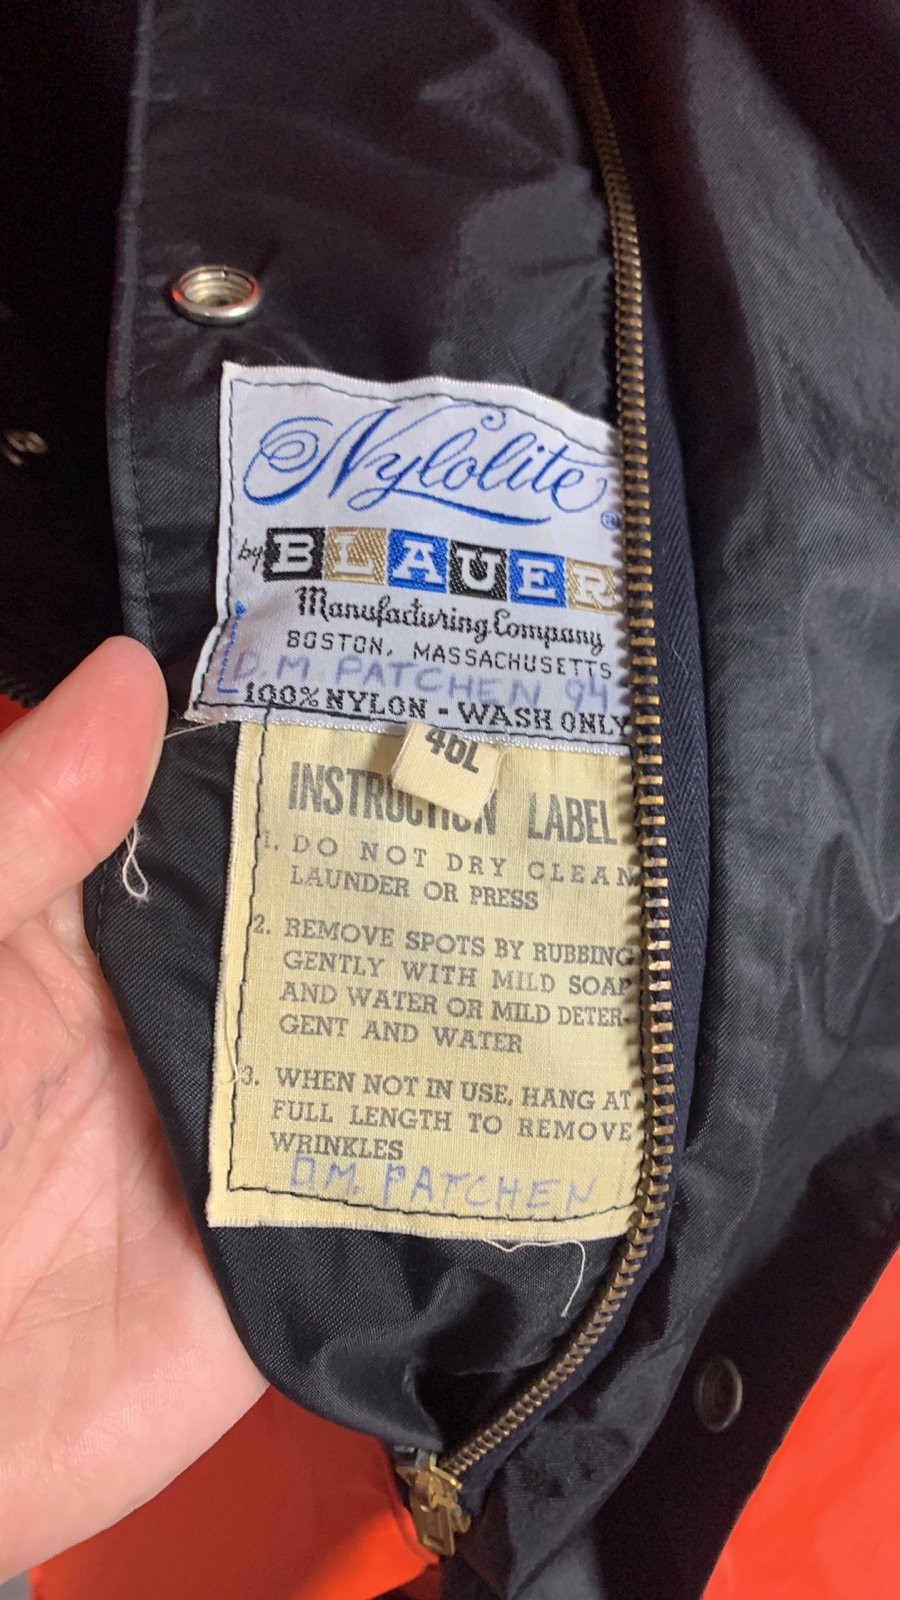 Nylolite
®
by BLAUER
Manufacturing Company
BOSTON, MASSACHUSETTS
D.M. PATCHEN 94
100% NYLON - WASH ONLY
46L
INSTRUCTION LABEL
1. DO NOT DRY CLEAN
LAUNDER OR PRESS
2. REMOVE SPOTS BY RUBBING
GENTLY WITH MILD SOAP
AND WATER OR MILD DETER-
GENT AND WATER
3. WHEN NOT IN USE, HANG AT
FULL LENGTH TO REMOVE
WRINKLES
D.M. PATCHEN